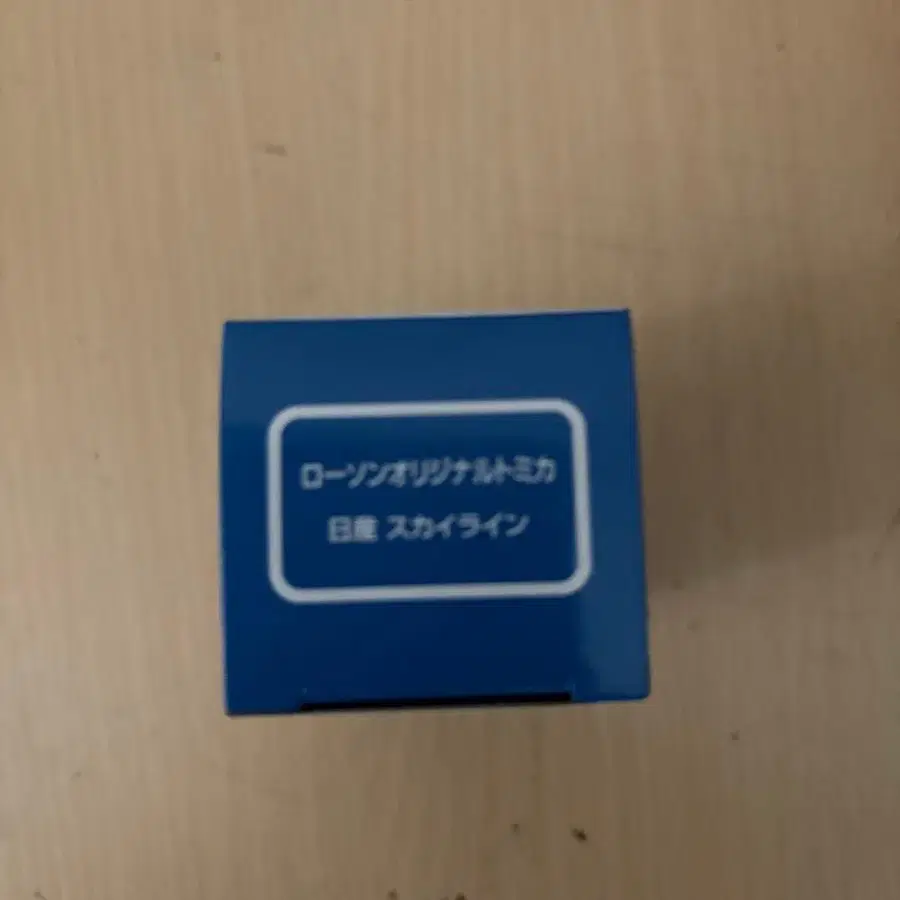 ローソンオリジナルトミカ
日産 スカイライン